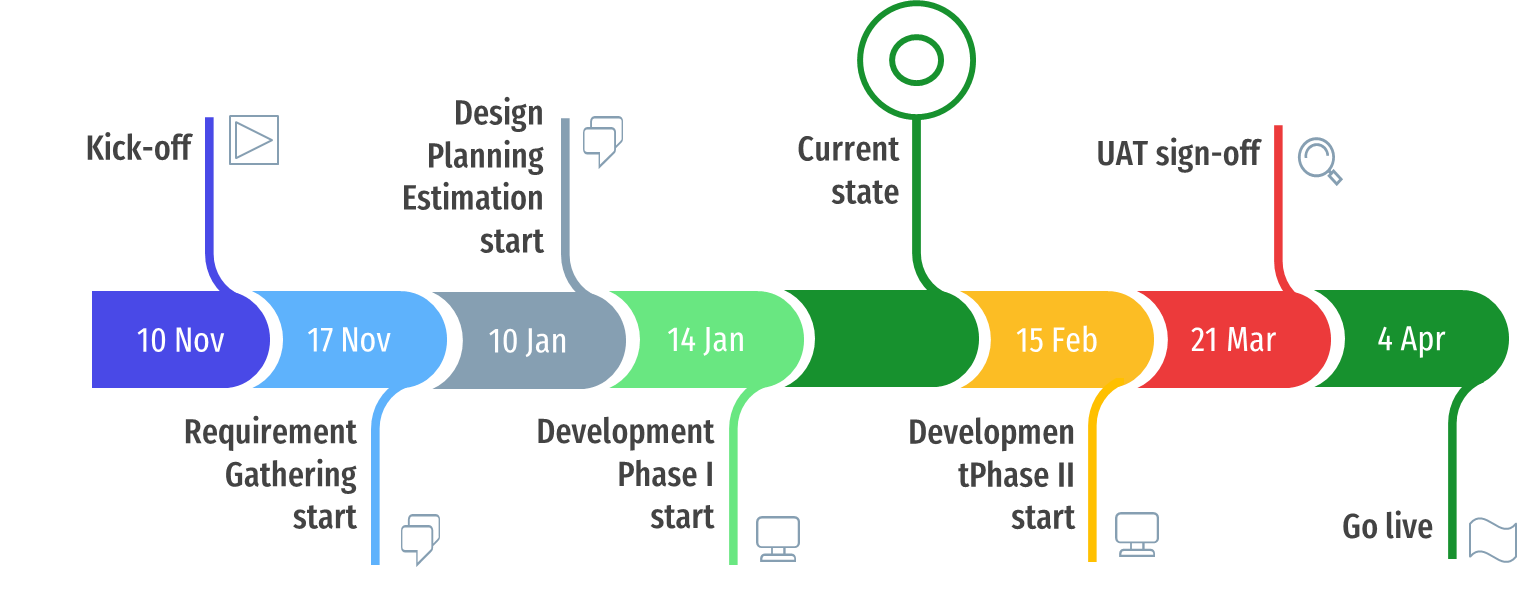 Kick-off
Design
Planning
Estimation
start
Current
state
UAT sign-off
10 Nov
17 Nov
10 Jan
14 Jan
15 Feb
21 Mar
4 Apr
Requirement
Gathering
start
Development
Phase I
start
Developmen
tPhase II
start
Go live